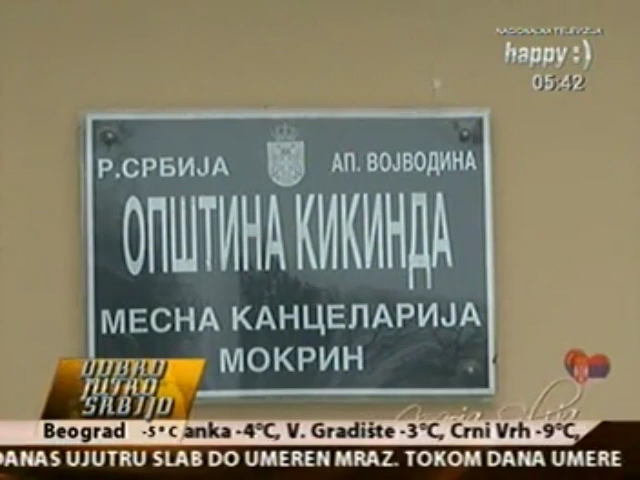 NACIONALNA TELEVIZIJA
happy :)
05:42
Р.СРБИЈА
АП. ВОЈВОДИНА
ОПШТИНА КИКИНДА
МЕСНА КАНЦЕЛАРИЈА
МОКРИН
DOBRO
JUTRO
SRBIJO
Beograd -5°C anka -4°C, V. Gradište -3°C, Crni Vrh -9°C,
DANAS UJUTRU SLAB DO UMEREN MRAZ. TOKOM DANA UMERE